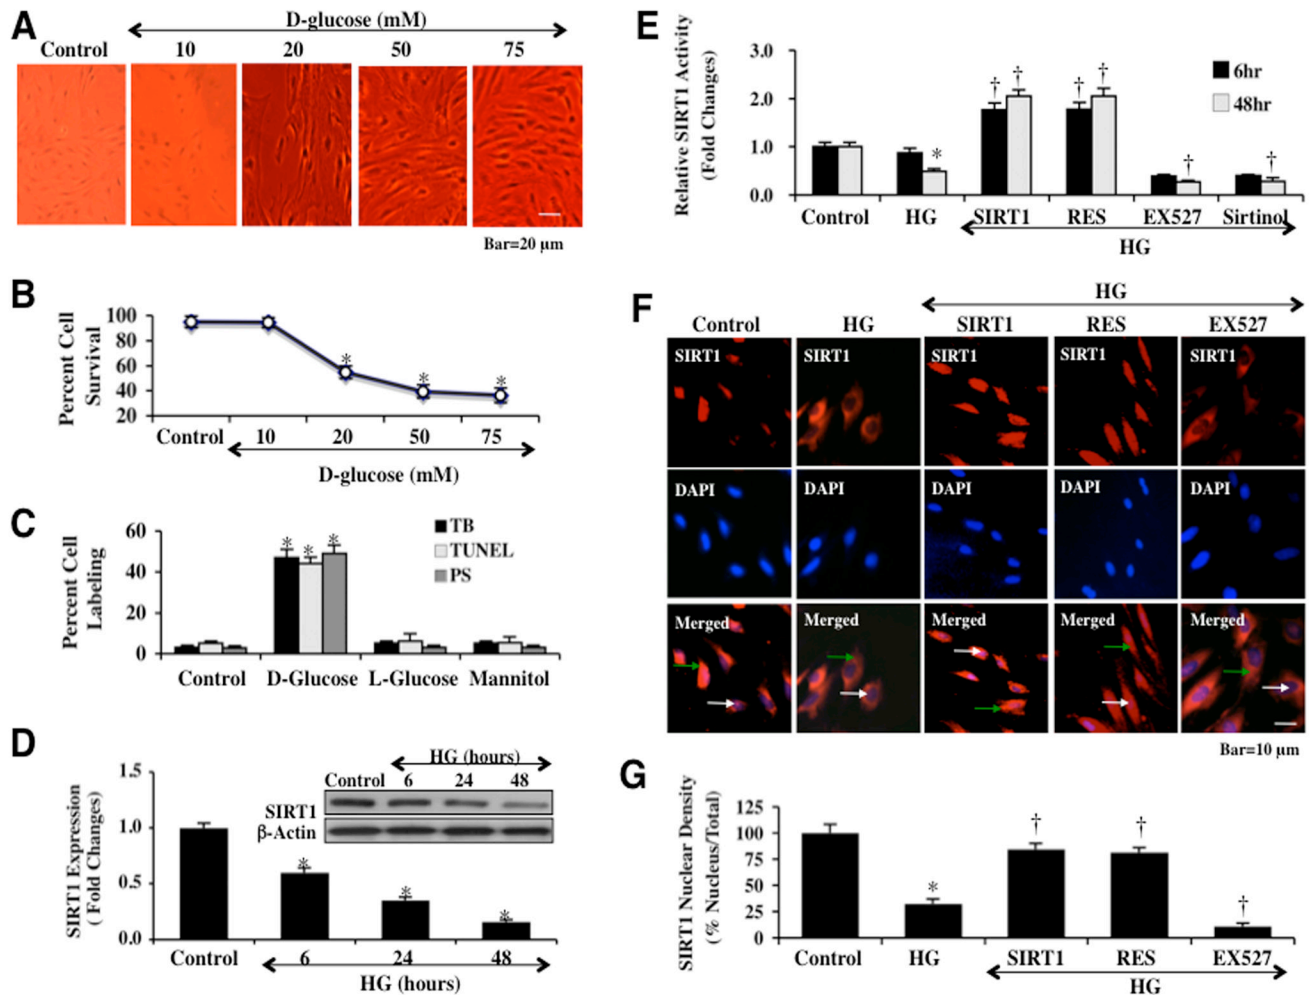 A
D-glucose (mM)
Control 10 20 50 75
Bar=20 µm
B
Percent Cell
Survival
100
80
60
40
20
* * *
Control 10 20 50 75
D-glucose (mM)
C
Percent Cell
Labeling
60
40
20
0
* * *
TB
TUNEL
PS
Control D-Glucose L-Glucose Mannitol
D
SIRT1 Expression
( Fold Changes)
1.5
1.0
0.5
0.0
HG (hours)
Control 6 24 48
SIRT1
β-Actin
* * *
Control 6 24 48
HG (hours)
E
Relative SIRT1 Activity
(Fold Changes)
3.0
2.0
1.0
0.0
* † † † † † †
6hr
48hr
Control HG SIRT1 RES EX527 Sirtinol
HG
F
HG
Control HG SIRT1 RES EX527
SIRT1 SIRT1 SIRT1 SIRT1 SIRT1
DAPI DAPI DAPI DAPI DAPI
Merged Merged Merged Merged Merged
Bar=10 µm
G
SIRT1 Nuclear Density
(% Nucleus/Total)
125
100
75
50
25
0
* † † †
Control HG SIRT1 RES EX527
HG